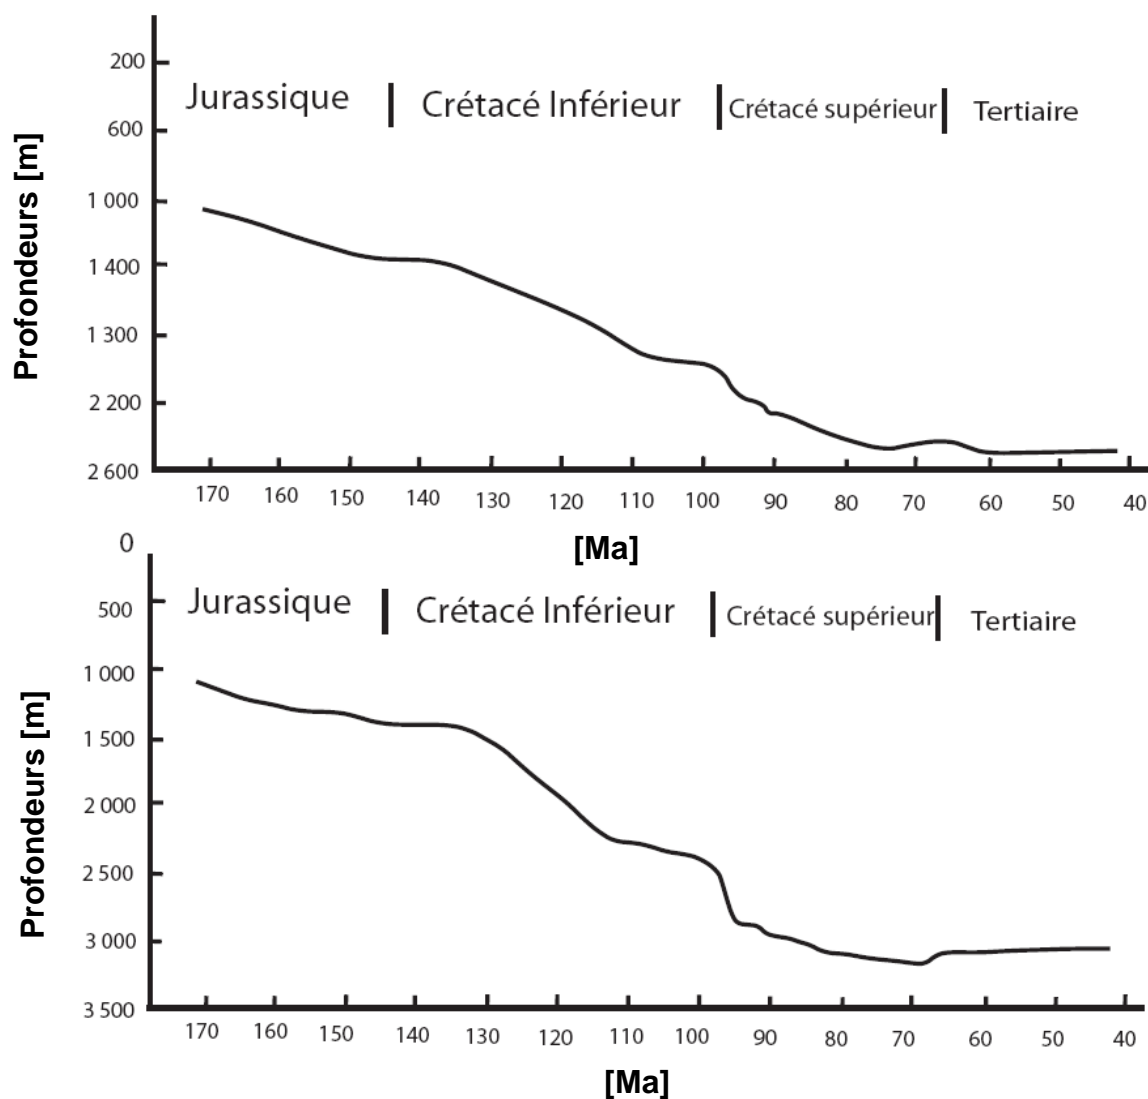 200
Jurassique
Crétacé Inférieur
Crétacé supérieur
Tertiaire
600
Profondeurs [m]
1 000
1 400
1 300
2 200
2 600
170 160 150 140 130 120 110 100 90 80 70 60 50 40
[Ma]
0
500
Jurassique
Crétacé Inférieur
Crétacé supérieur
Tertiaire
1 000
Profondeurs [m]
1 500
2 000
2 500
3 000
3 500
170 160 150 140 130 120 110 100 90 80 70 60 50 40
[Ma]